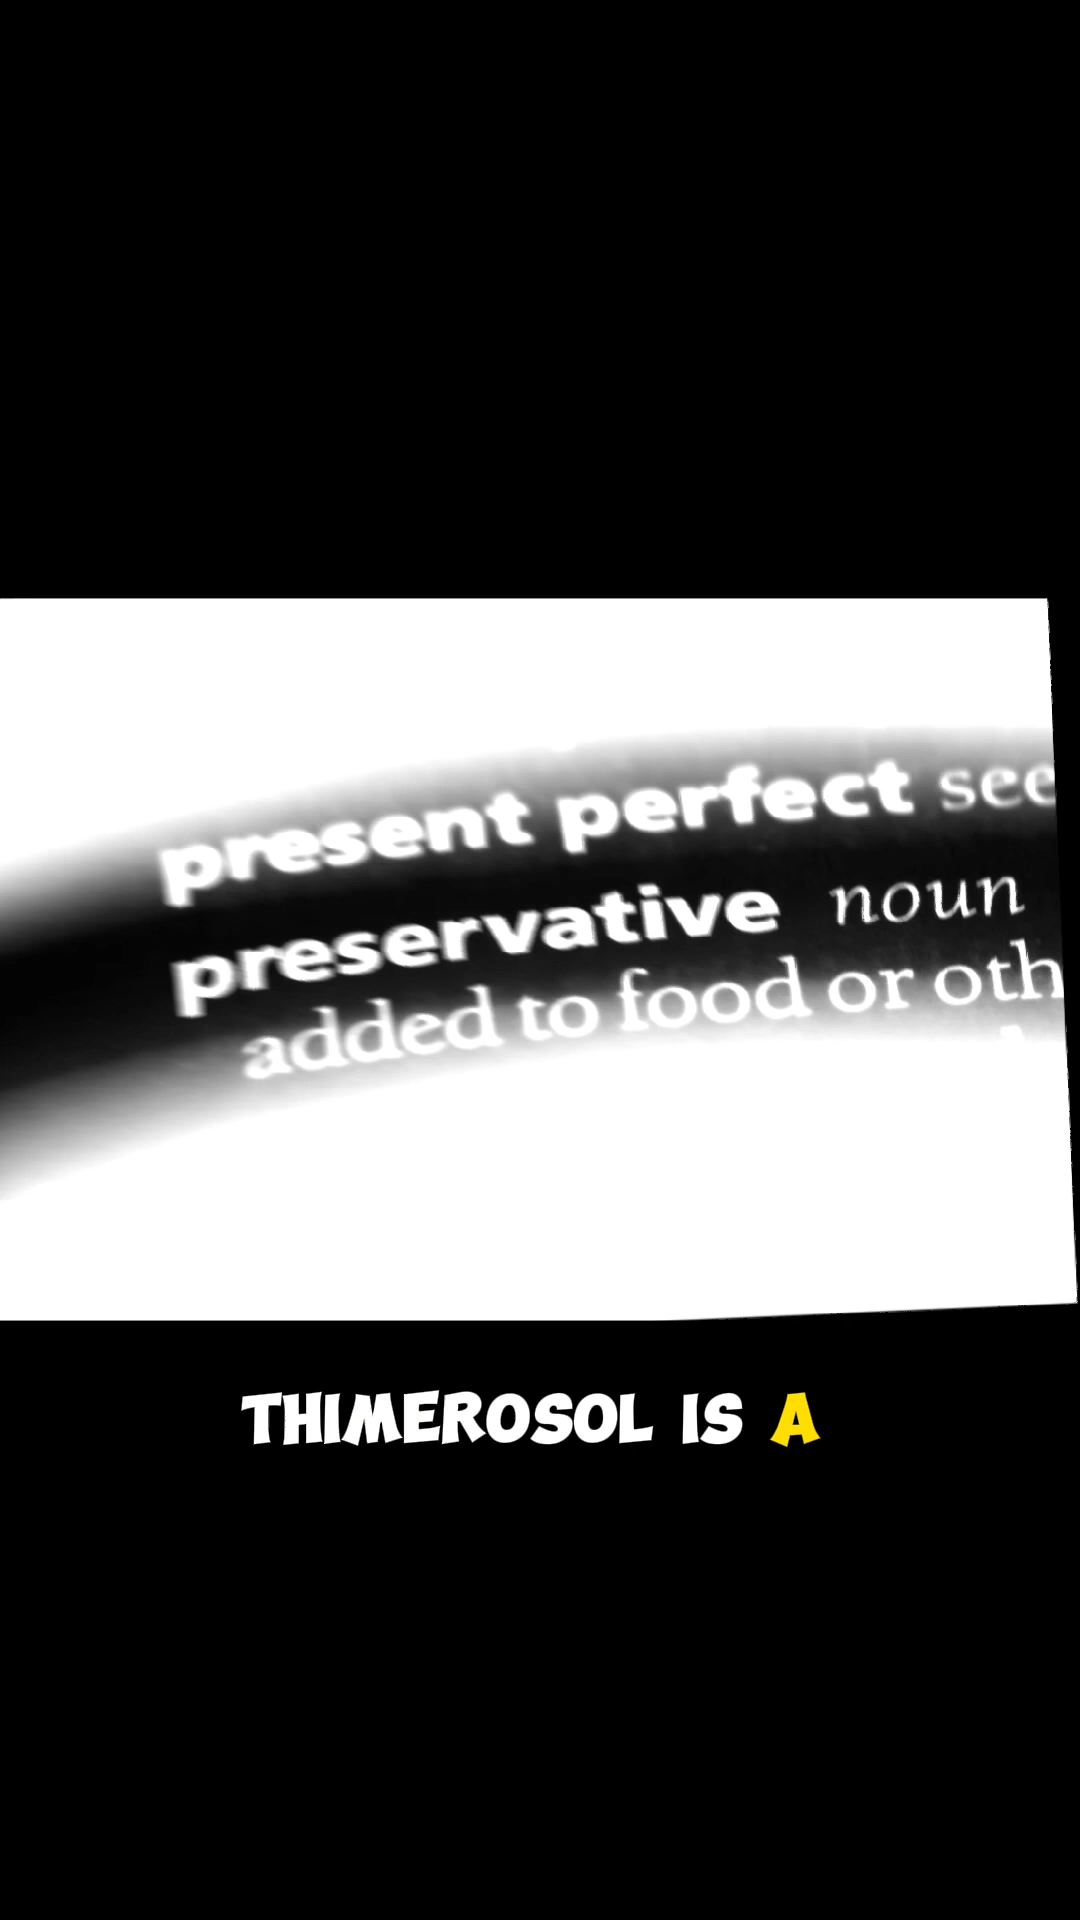 present perfect see
preservative noun
added to food or oth
THIMEROSOL IS A